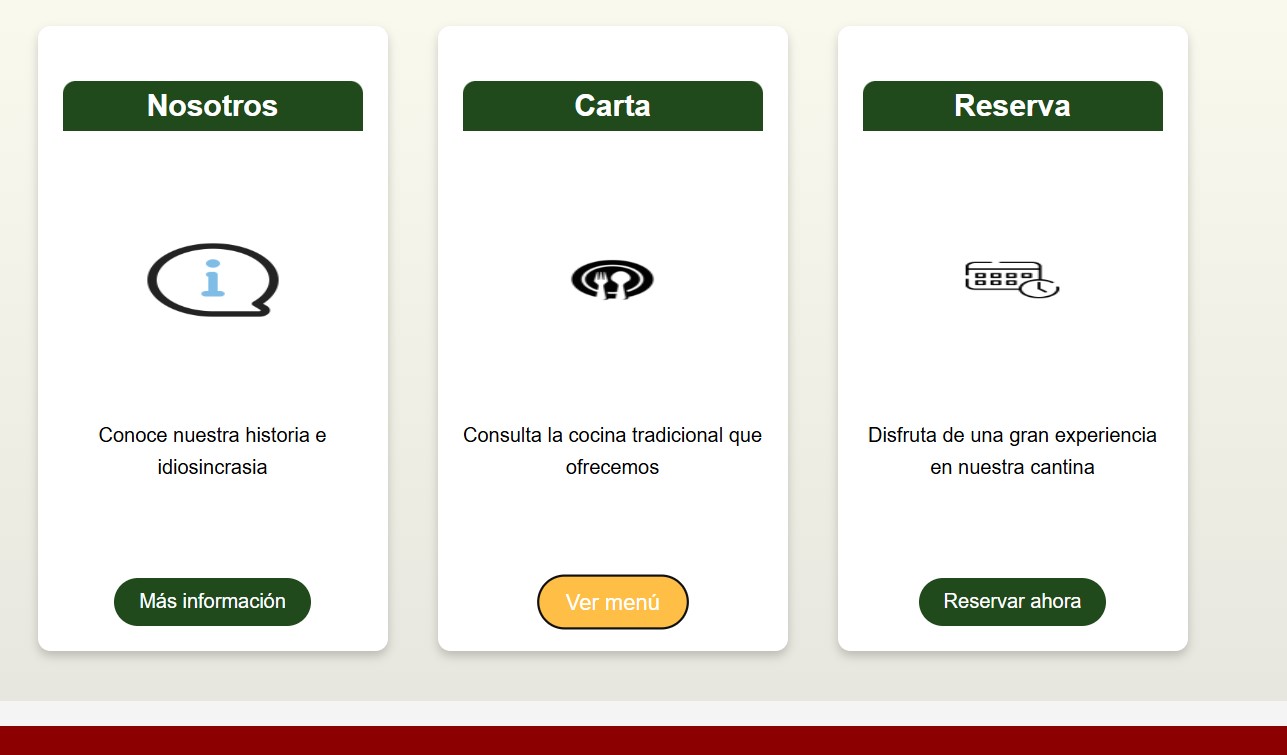 Nosotros
Conoce nuestra historia e
idiosincrasia
Más información
Carta
Consulta la cocina tradicional que
ofrecemos
Ver menú
Reserva
Disfruta de una gran experiencia
en nuestra cantina
Reservar ahora